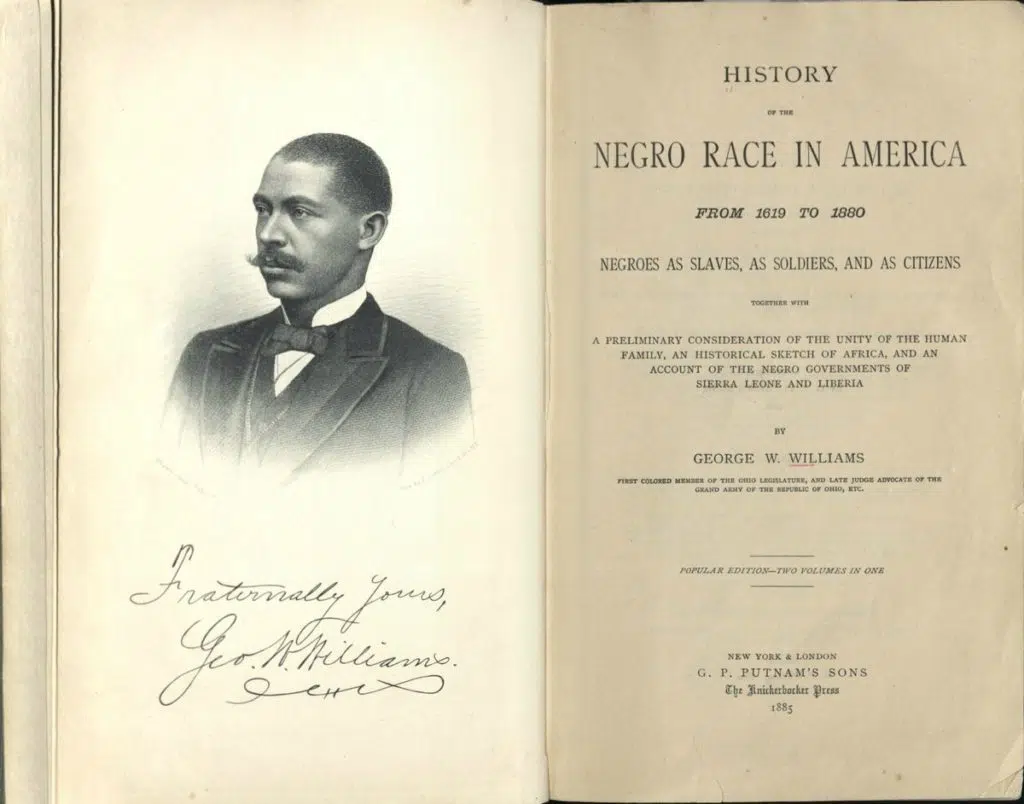 Fraternally Yours,
Geo. W. Williams.
HISTORY
OF THE
NEGRO RACE IN AMERICA
FROM 1619 TO 1880
NEGROES AS SLAVES, AS SOLDIERS, AND AS CITIZENS
TOGETHER WITH
A PRELIMINARY CONSIDERATION OF THE UNITY OF THE HUMAN
FAMILY, AN HISTORICAL SKETCH OF AFRICA, AND AN
ACCOUNT OF THE NEGRO GOVERNMENTS OF
SIERRA LEONE AND LIBERIA
BY
GEORGE W. WILLIAMS
FIRST COLORED MEMBER OF THE OHIO LEGISLATURE, AND LATE JUDGE ADVOCATE OF THE
GRAND ARMY OF THE REPUBLIC OF OHIO, ETC.
POPULAR EDITION—TWO VOLUMES IN ONE
NEW YORK & LONDON
G. P. PUTNAM'S SONS
The Knickerbocker Press
1885